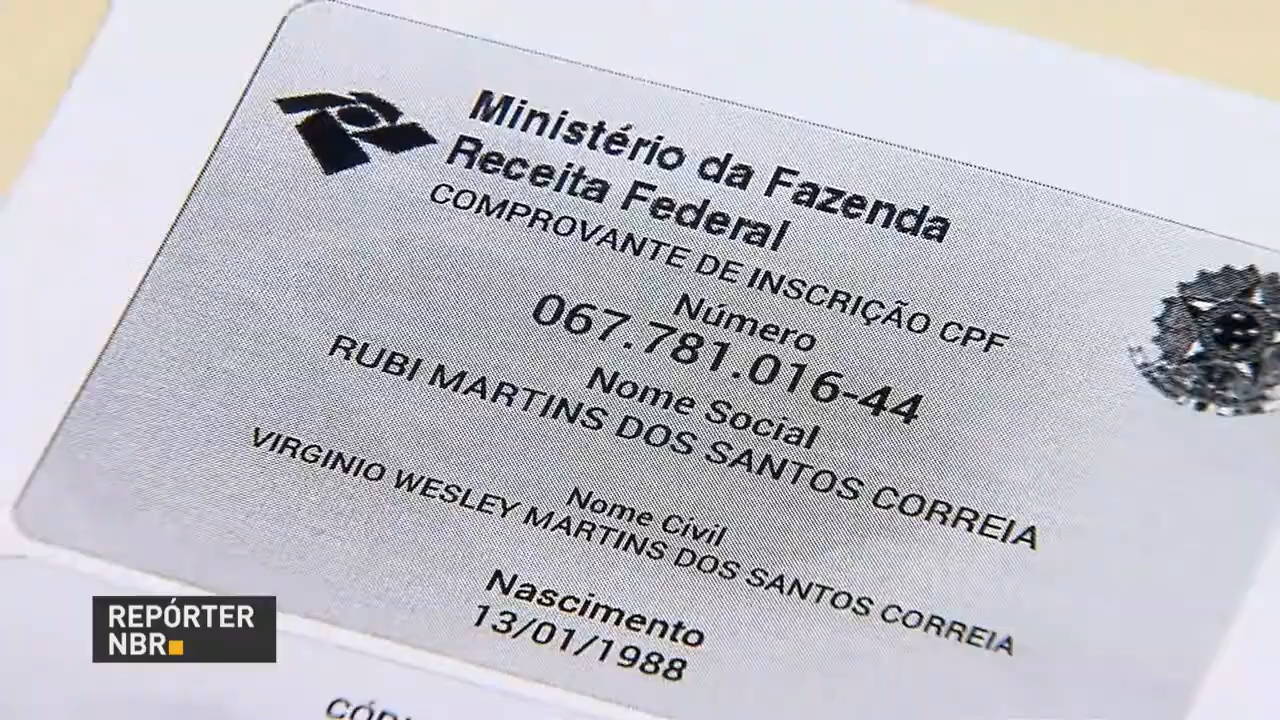 Ministério da Fazenda
Receita Federal
COMPROVANTE DE INSCRIÇÃO CPF
Número
067.781.016-44
Nome Social
RUBI MARTINS DOS SANTOS CORREIA
Nome Civil
VIRGINIO WESLEY MARTINS DOS SANTOS CORREIA
Nascimento
13/01/1988
REPÓRTER
NBR